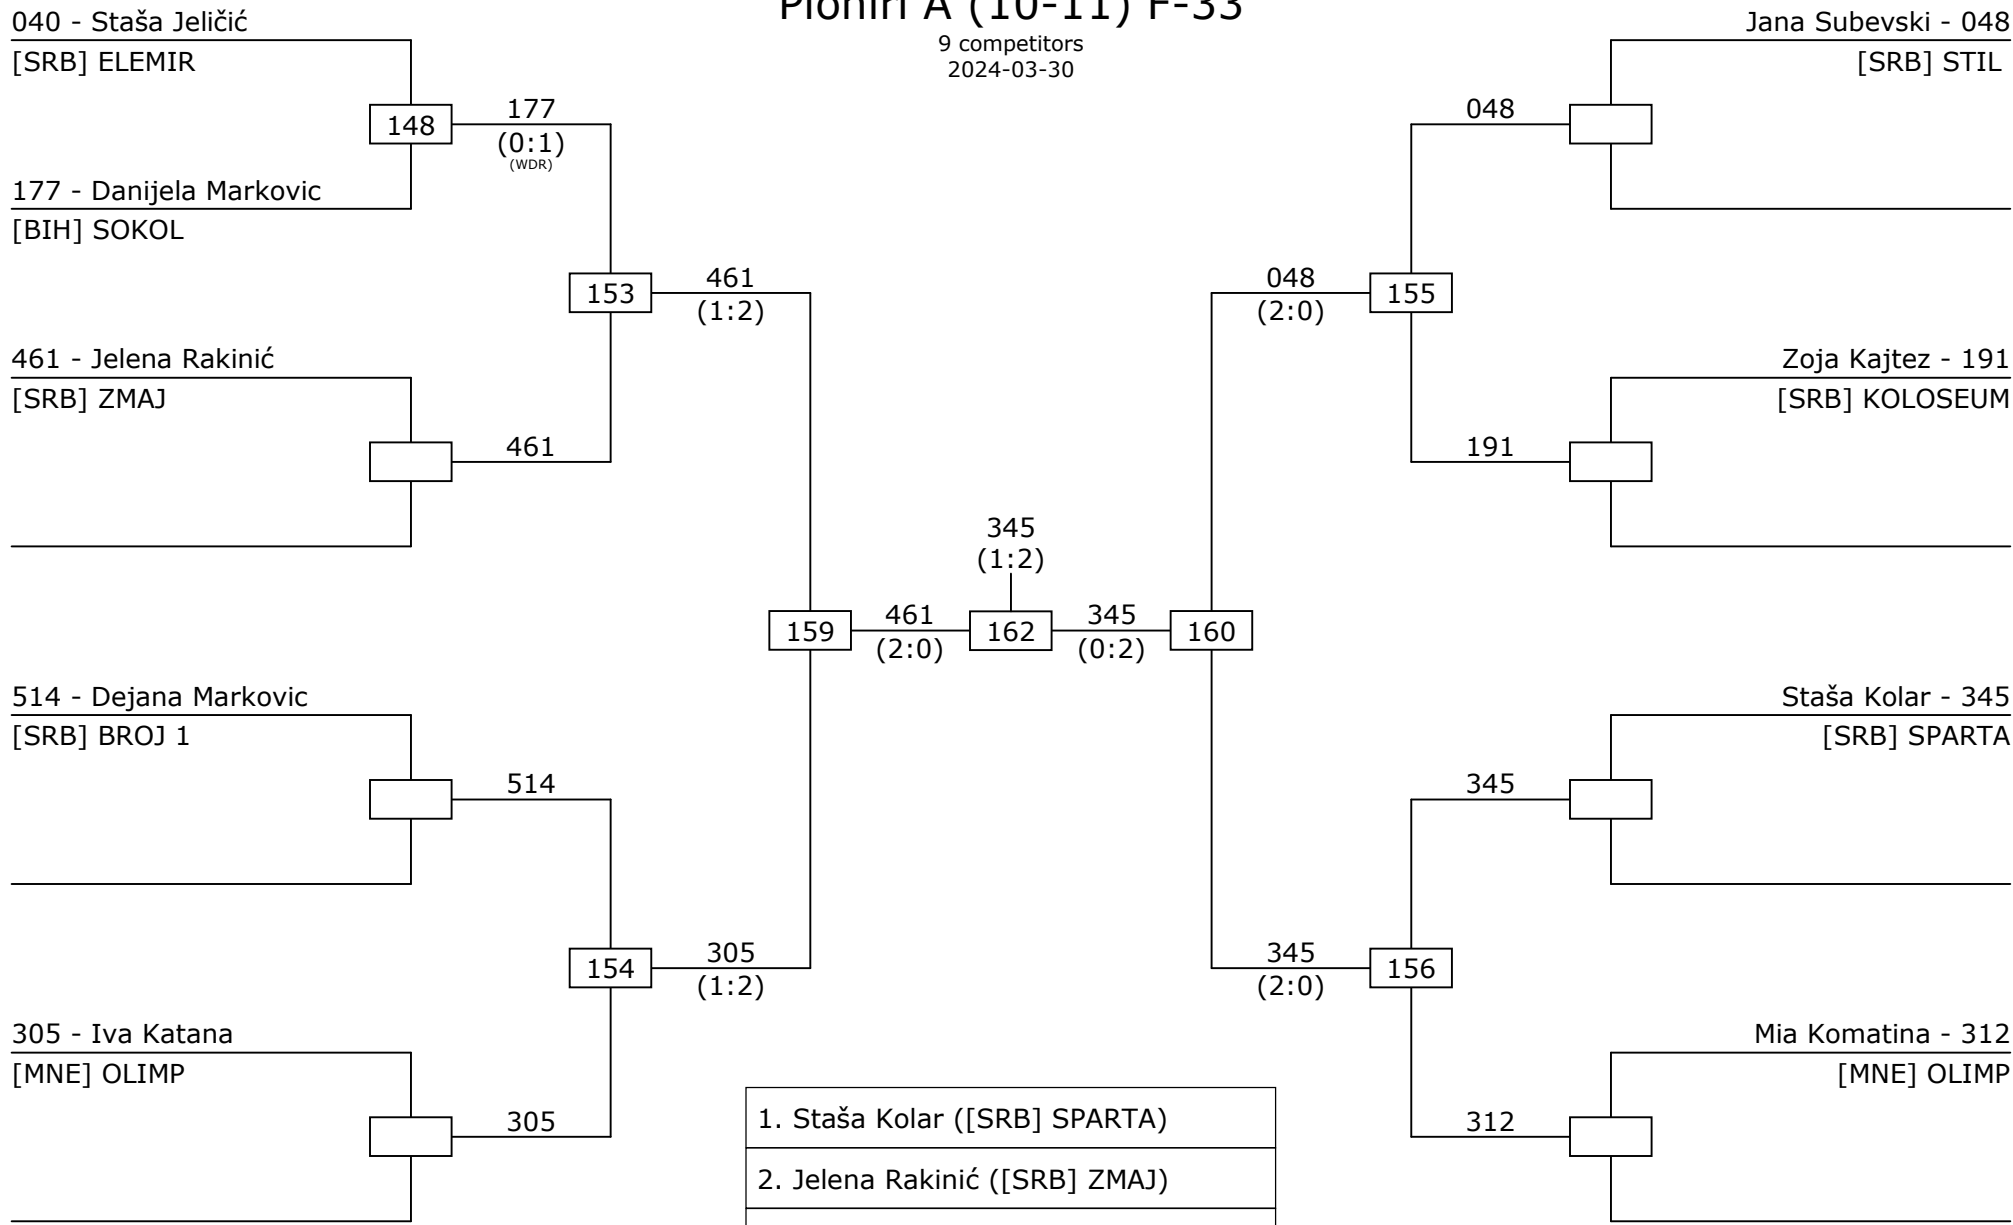 Pioniri A (10-11) F-33
9 competitors
2024-03-30
040 - Staša Jeličić
[SRB] ELEMIR
148
177
(0:1)
(WDR)
177 - Danijela Markovic
[BIH] SOKOL
153
461
(1:2)
461 - Jelena Rakinić
[SRB] ZMAJ
461
159
461
(2:0)
514 - Dejana Markovic
[SRB] BROJ 1
514
154
305
(1:2)
305 - Iva Katana
[MNE] OLIMP
305
345
(1:2)
162
345
(0:2)
160
Jana Subevski - 048
[SRB] STIL
048
048
(2:0)
155
Zoja Kajtez - 191
[SRB] KOLOSEUM
191
Staša Kolar - 345
[SRB] SPARTA
345
345
(2:0)
156
Mia Komatina - 312
[MNE] OLIMP
312
1. Staša Kolar ([SRB] SPARTA)
2. Jelena Rakinić ([SRB] ZMAJ)